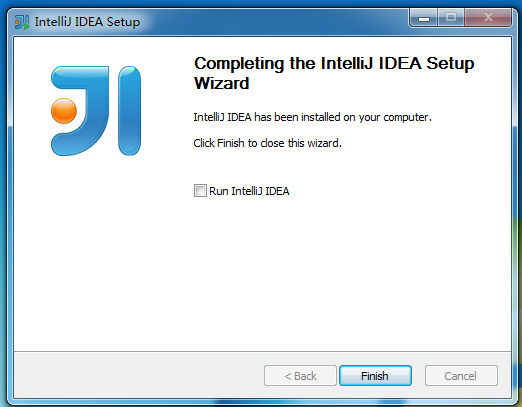 IntelliJ IDEA Setup
Completing the IntelliJ IDEA Setup
Wizard
IntelliJ IDEA has been installed on your computer.
Click Finish to close this wizard.
Run IntelliJ IDEA
< Back
Finish
Cancel